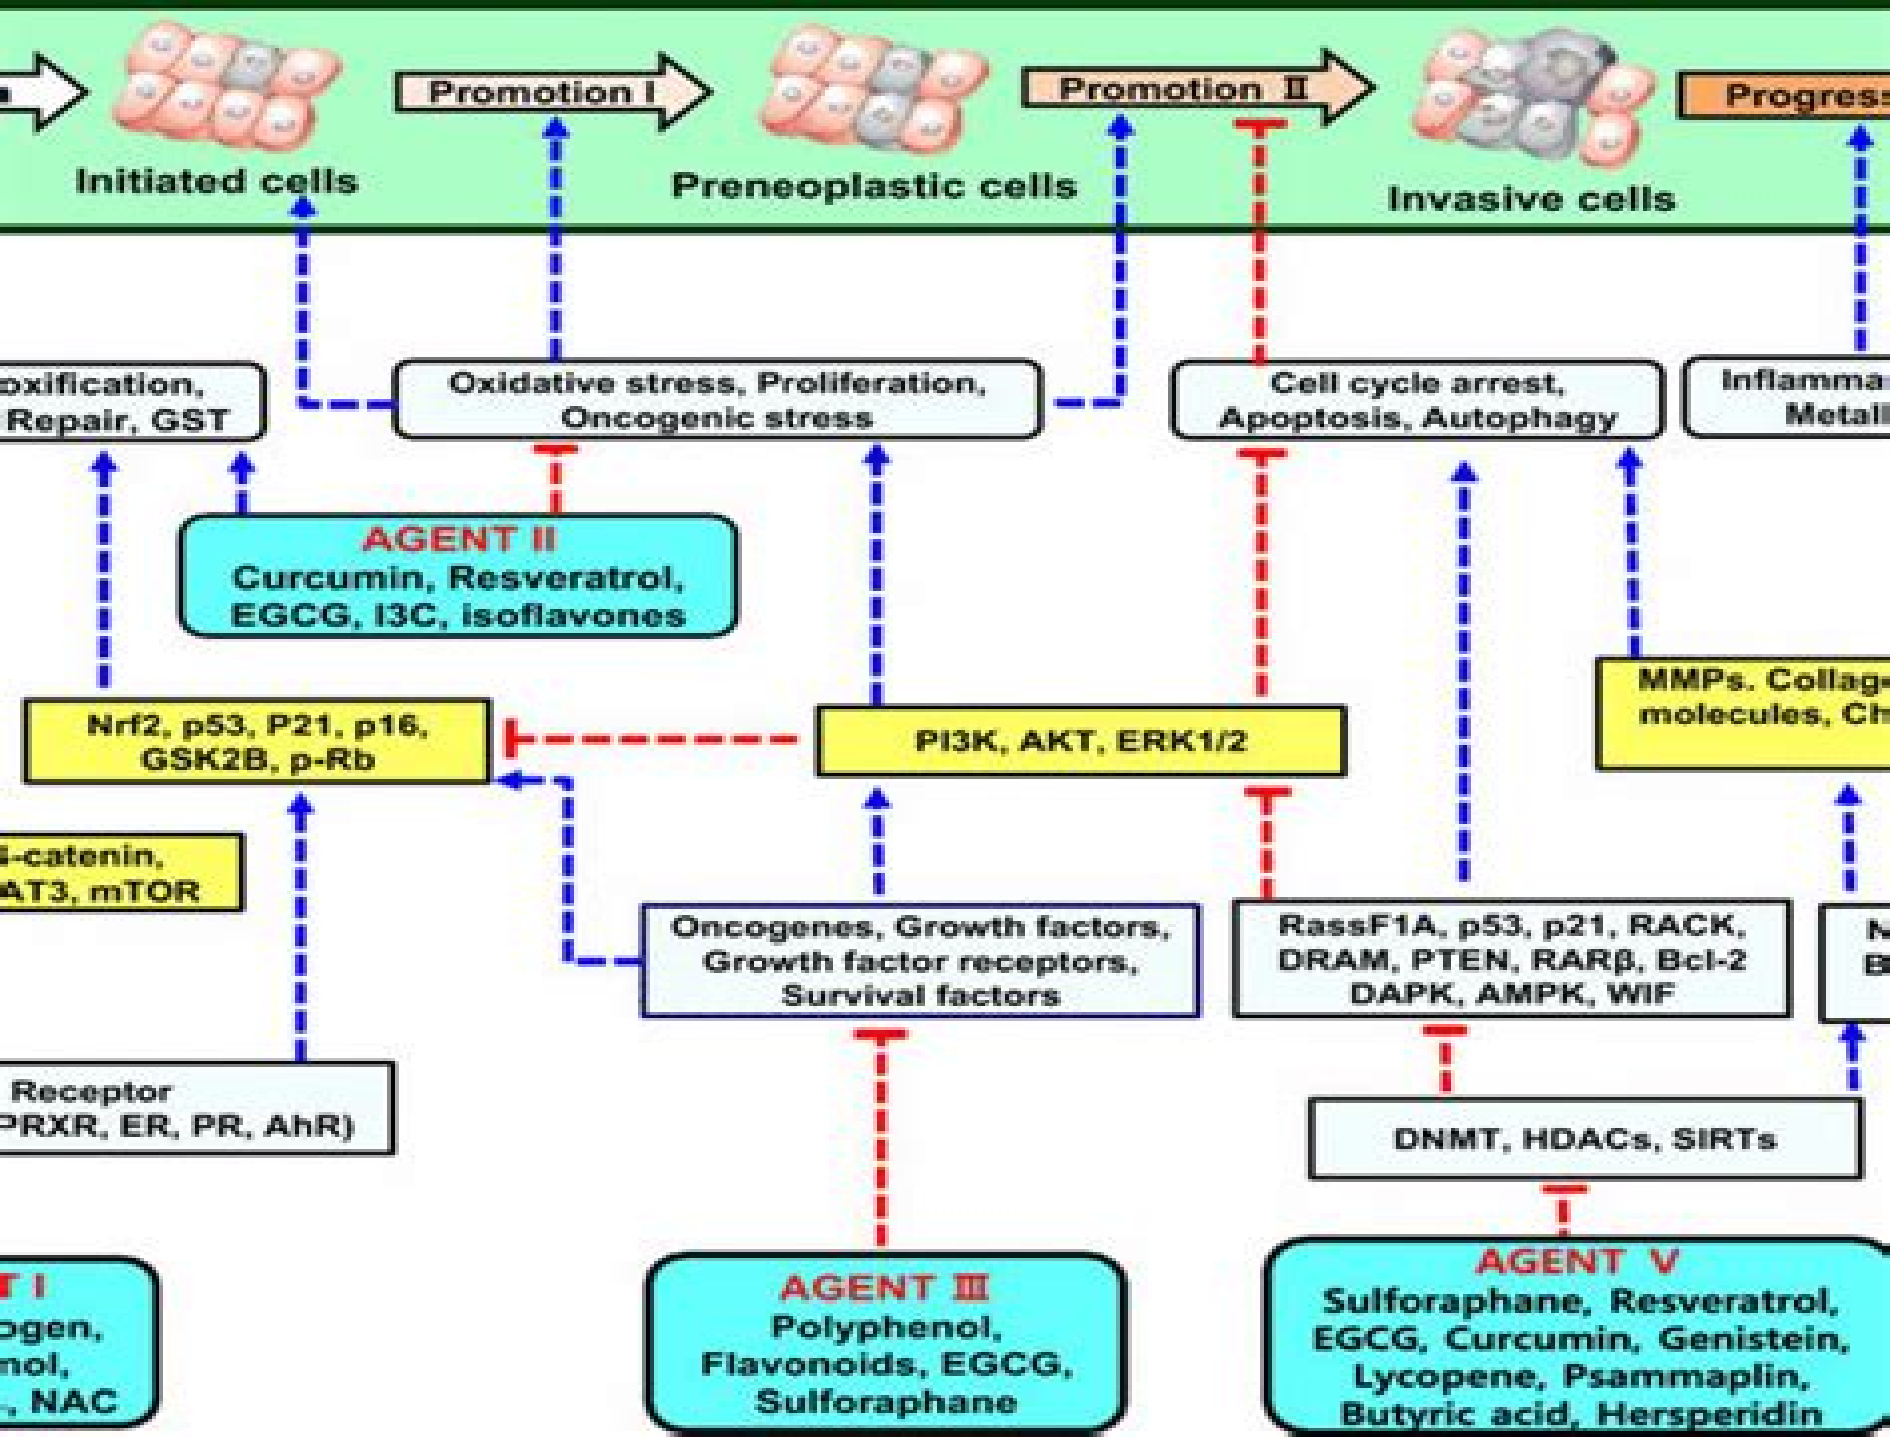 Promotion I
Promotion II
Progress
Initiated cells
Preneoplastic cells
Invasive cells
oxification,
Repair, GST
Oxidative stress, Proliferation,
Oncogenic stress
Cell cycle arrest,
Apoptosis, Autophagy
Inflamma
Metall
AGENT II
Curcumin, Resveratrol,
EGCG, I3C, isoflavones
Nrf2, p53, P21, p16,
GSK2B, p-Rb
PI3K, AKT, ERK1/2
MMPs. Collag
molecules, Ch
-catenin,
AT3, mTOR
Oncogenes, Growth factors,
Growth factor receptors,
Survival factors
RassF1A, p53, p21, RACK,
DRAM, PTEN, RARβ, Bcl-2
DAPK, AMPK, WIF
N
B
Receptor
PRXR, ER, PR, AhR)
DNMT, HDACs, SIRTs
T I
ogen,
nol,
, NAC
AGENT III
Polyphenol,
Flavonoids, EGCG,
Sulforaphane
AGENT V
Sulforaphane, Resveratrol,
EGCG, Curcumin, Genistein,
Lycopene, Psammaplin,
Butyric acid, Hersperidin